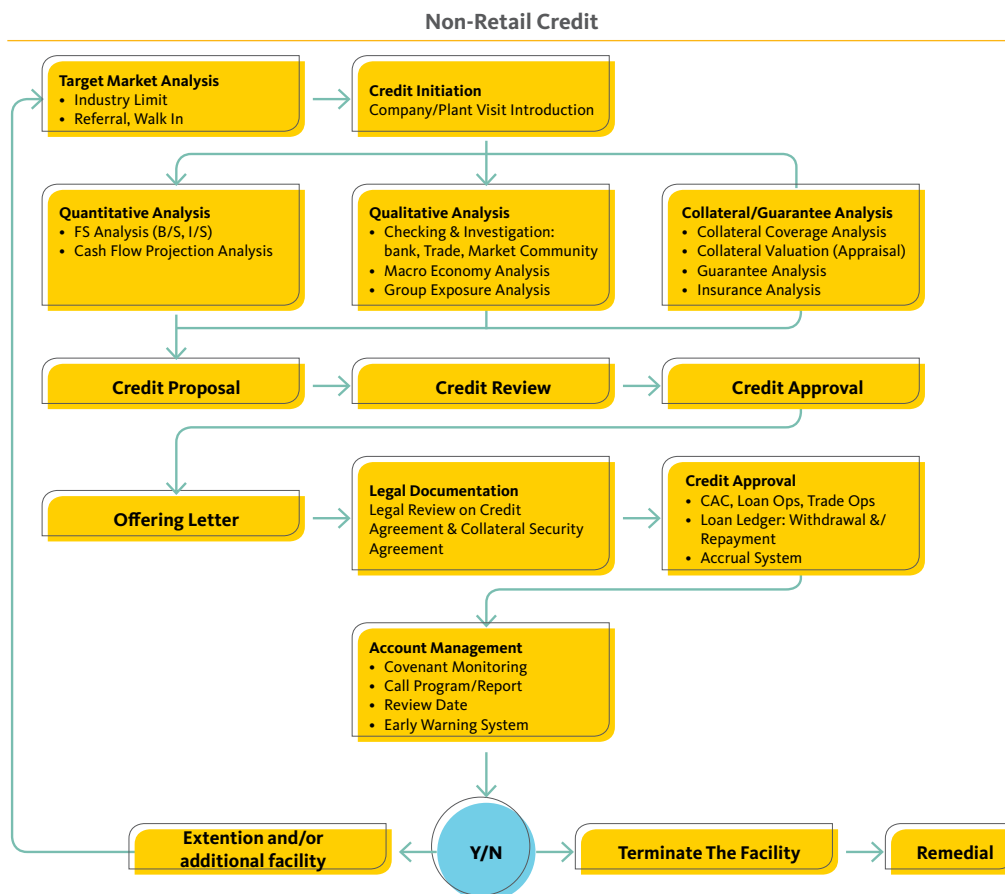 Non-Retail Credit
Target Market Analysis
• Industry Limit
• Referral, Walk In
Credit Initiation
Company/Plant Visit Introduction
Quantitative Analysis
• FS Analysis (B/S, I/S)
• Cash Flow Projection Analysis
Qualitative Analysis
• Checking & Investigation:
bank, Trade, Market Community
• Macro Economy Analysis
• Group Exposure Analysis
Collateral/Guarantee Analysis
• Collateral Coverage Analysis
• Collateral Valuation (Appraisal)
• Guarantee Analysis
• Insurance Analysis
Credit Proposal
Credit Review
Credit Approval
Offering Letter
Legal Documentation
Legal Review on Credit
Agreement & Collateral Security
Agreement
Credit Approval
• CAC, Loan Ops, Trade Ops
• Loan Ledger: Withdrawal &/
Repayment
• Accrual System
Account Management
• Covenant Monitoring
• Call Program/Report
• Review Date
• Early Warning System
Extention and/or
additional facility
Y/N
Terminate The Facility
Remedial